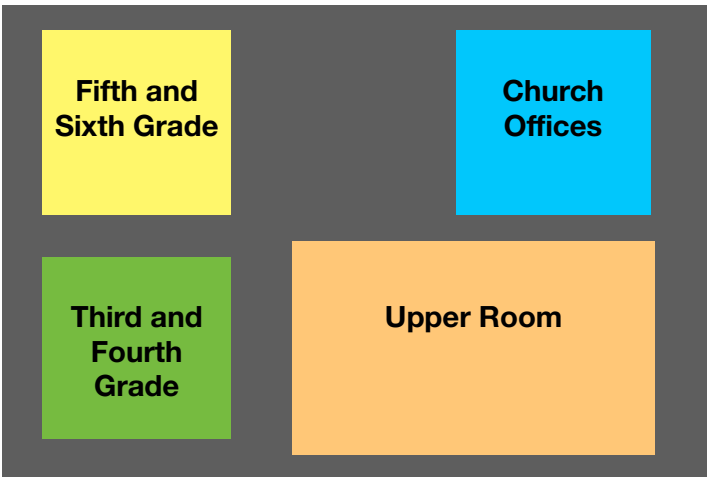 Fifth and
Sixth Grade
Church
Offices
Third and
Fourth
Grade
Upper Room